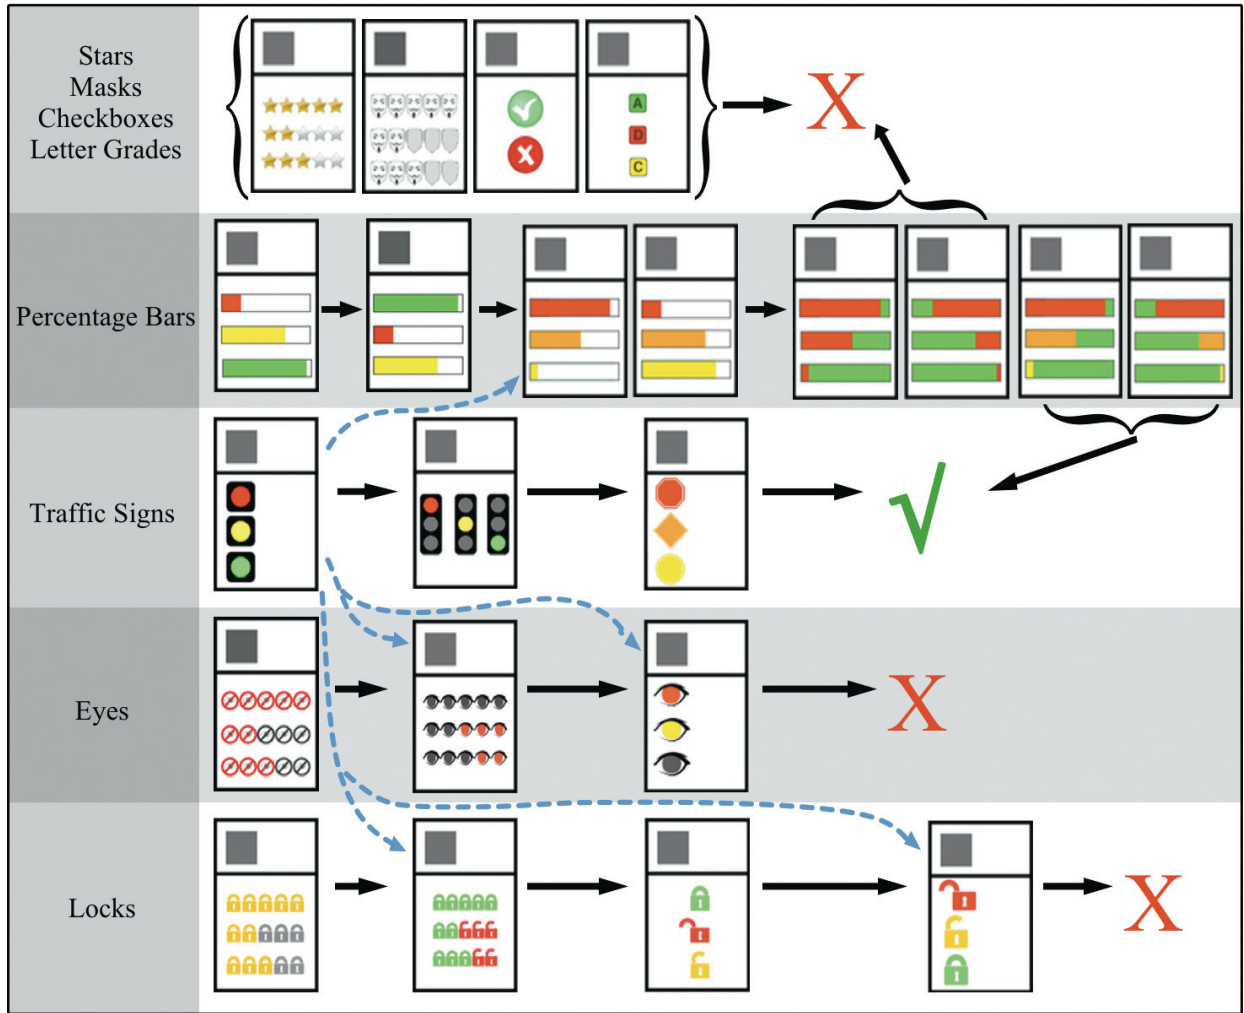 Stars
Masks
Checkboxes
Letter Grades
A
D
C
X
Percentage Bars
Traffic Signs
Eyes
X
Locks
X